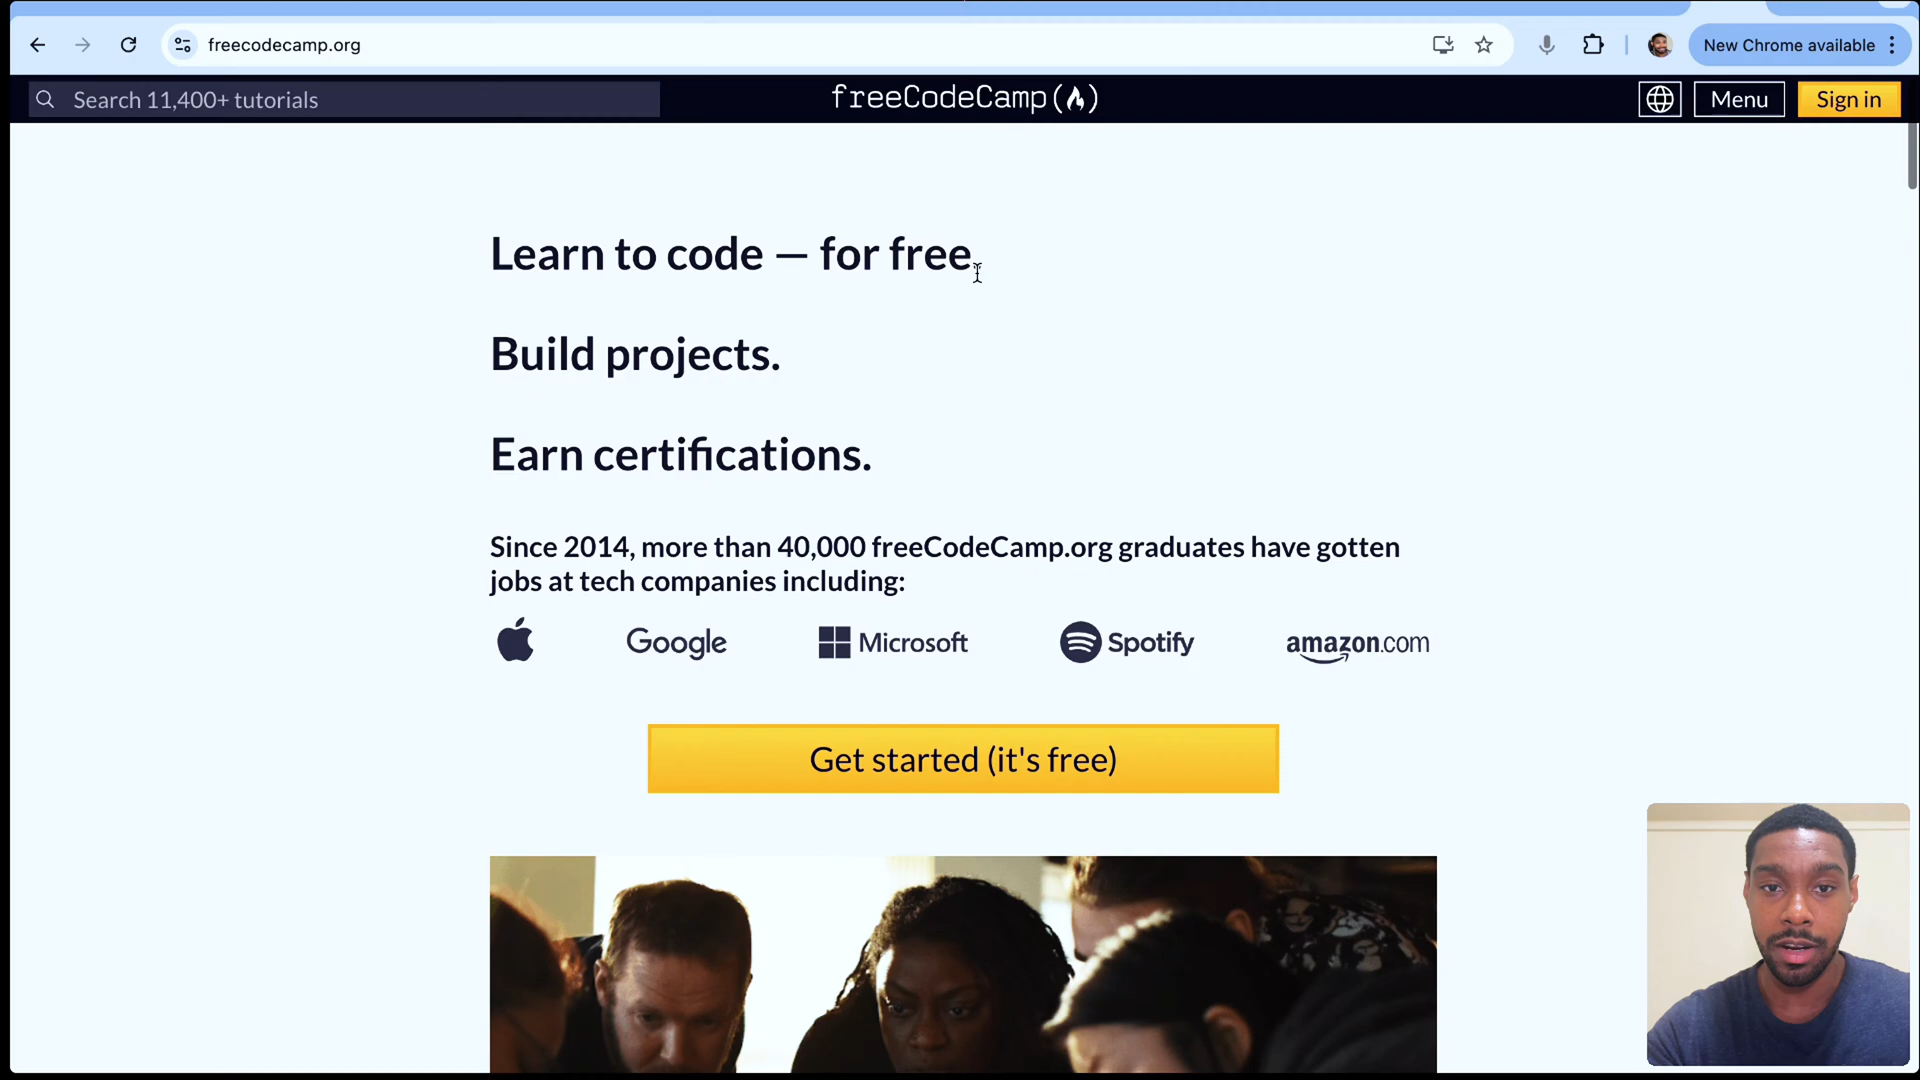 freecodecamp.org
New Chrome available
Search 11,400+ tutorials
freeCodeCamp(🔥)
Menu
Sign in
Learn to code — for free.
Build projects.
Earn certifications.
Since 2014, more than 40,000 freeCodeCamp.org graduates have gotten
jobs at tech companies including:
Google
Microsoft
Spotify
amazon.com
Get started (it's free)